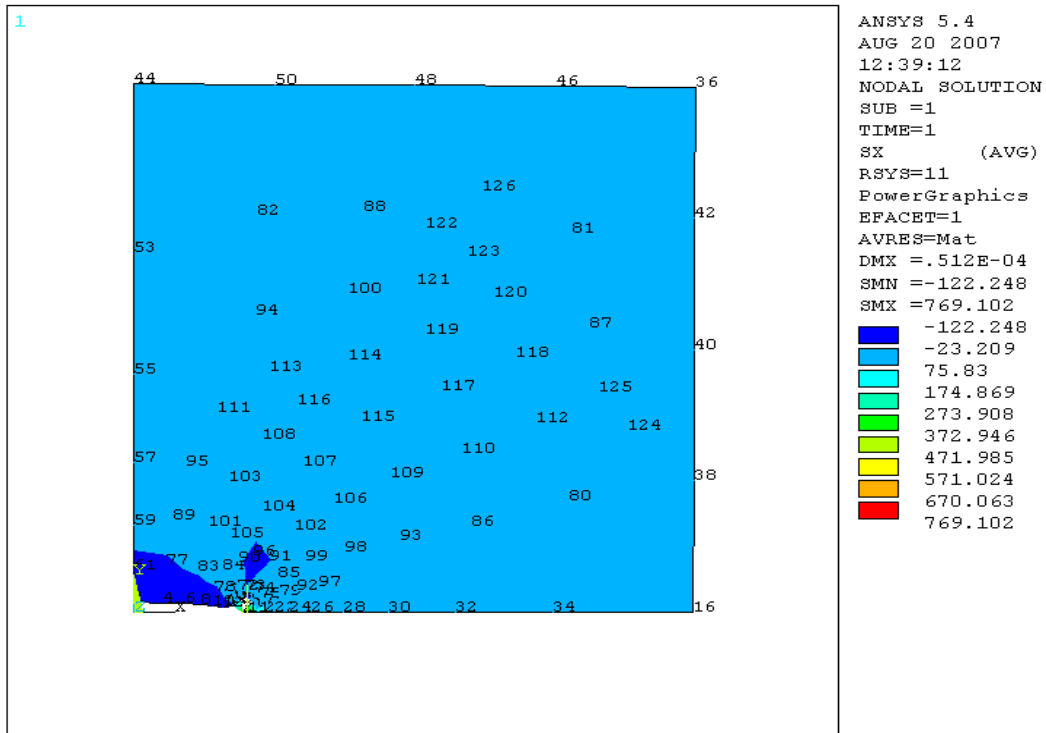 1
ANSYS 5.4
AUG 20 2007
12:39:12
NODAL SOLUTION
SUB =1
TIME=1
SX (AVG)
RSYS=11
PowerGraphics
EFACET=1
AVRES=Mat
DMX =.512E-04
SMN =-122.248
SMX =769.102
-122.248
-23.209
75.83
174.869
273.908
372.946
471.985
571.024
670.063
769.102
44 50 48 46 36
126
82 88 42
122 81
53 123
121
100 120
94 87
119 40
114 118
55 113
117 125
116
111 115 112 124
108
110
57 95 107
103 109 38
106 80
104
59 89 101 102 86
105 93
98
91 99
77 83 84
85
97
92
Y
4 6 8
X 22 24 26 28 30 32 34 16